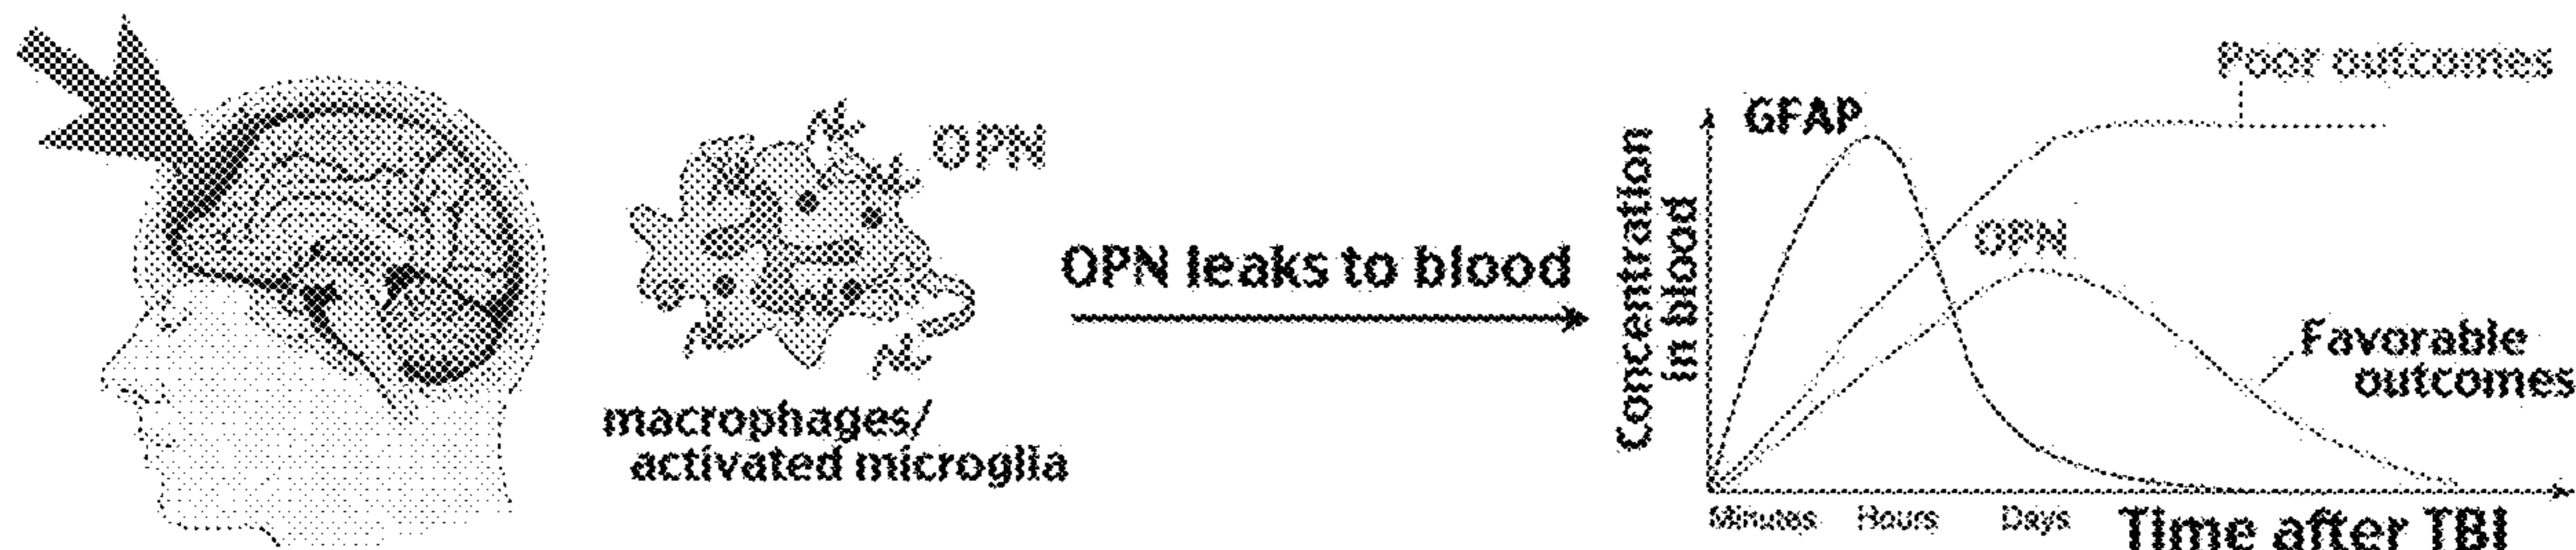 OPN
macrophages/
activated microglia
OPN leaks to blood
Concentration
in blood
GFAP
Poor outcomes
OPN
Favorable
outcomes
Minutes Hours Days
Time after TBI